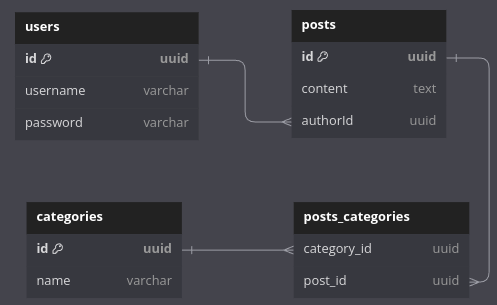 users
id uuid
username varchar
password varchar
posts
id uuid
content text
authorId uuid
categories
id uuid
name varchar
posts_categories
category_id uuid
post_id uuid